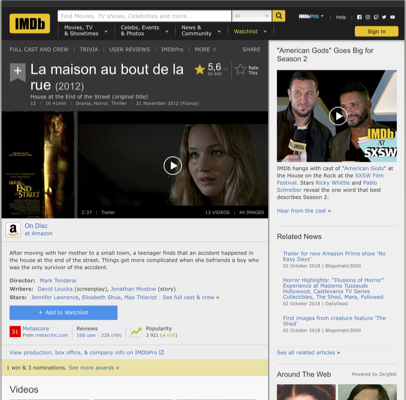 IMDb
Find Movies, TV shows, Celebrities and more...
All
IMDbPro
Help
Movies, TV & Showtimes
Celebs, Events & Photos
News & Community
Watchlist
Sign in
FULL CAST AND CREW | TRIVIA | USER REVIEWS | IMDbPro | MORE
SHARE
La maison au bout de la rue (2012)
5,6
Rate This
House at the End of the Street (original title)
12 | 1h 41min | Drama, Horror, Thriller | 21 November 2012 (France)
END OF THE STREET
2:37 | Trailer
13 VIDEOS | 44 IMAGES
On Disc
at Amazon
After moving with her mother to a small town, a teenager finds that an accident happened in
the house at the end of the street. Things get more complicated when she befriends a boy who
was the only survivor of the accident.
Director: Mark Tonderai
Writers: David Loucka (screenplay), Jonathan Mostow (story)
Stars: Jennifer Lawrence, Elisabeth Shue, Max Thieriot | See full cast & crew »
+ Add to Watchlist
31
Metascore
From metacritic.com
Reviews
168 user | 228 critic
Popularity
View production, box office, & company info on IMDbPro
1 win & 3 nominations. See more awards »
Videos
"American Gods" Goes Big for
Season 2
IMDb
AT
SXSW
IMDb hangs with cast of "American Gods" at
the House on the Rock at the SXSW Film
Festival. Stars Ricky Whittle and Pablo
Schreiber reveal the one word that best
describes Season 2.
Hear from the cast »
Related News
Trailer for new Amazon Prime show 'No
Easy Days'
02 October 2018 | Blogomatic3000
Horror Highlights: "Illusions of Horror"
Experience at Madame Tussauds
Hollywood, Castlevania TV Series
Collectibles, The Shed, Mara, Followed
02 October 2018 | DailyDead
First images from creature feature 'The
Shed'
02 October 2018 | Blogomatic3000
See all related articles »
Around The Web
Powered by ZergNet